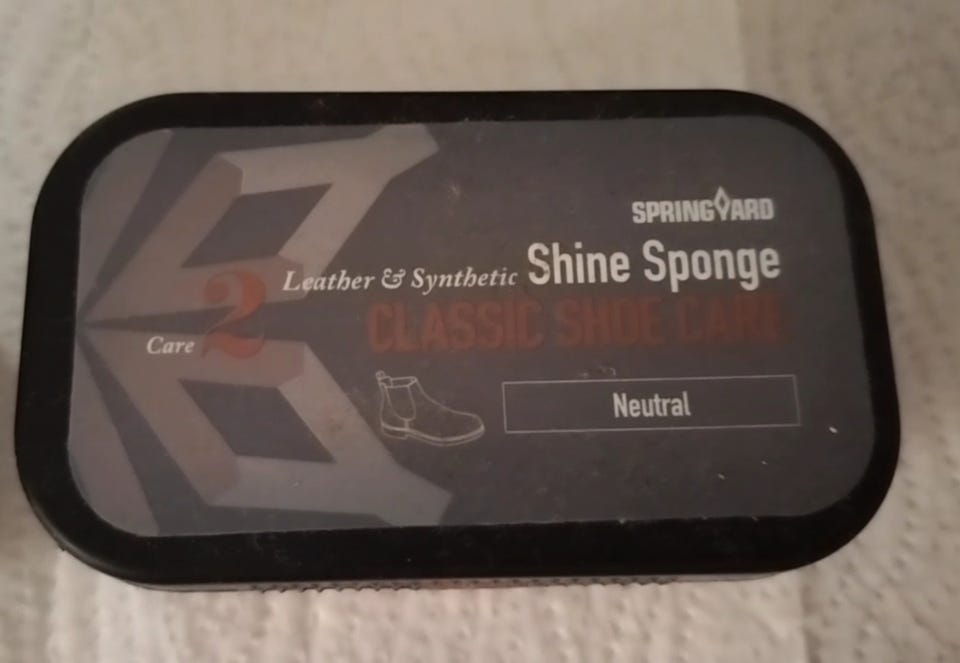 SPRINGYARD
Leather & Synthetic Shine Sponge
CLASSIC SHOE CARE
Care 2
Neutral